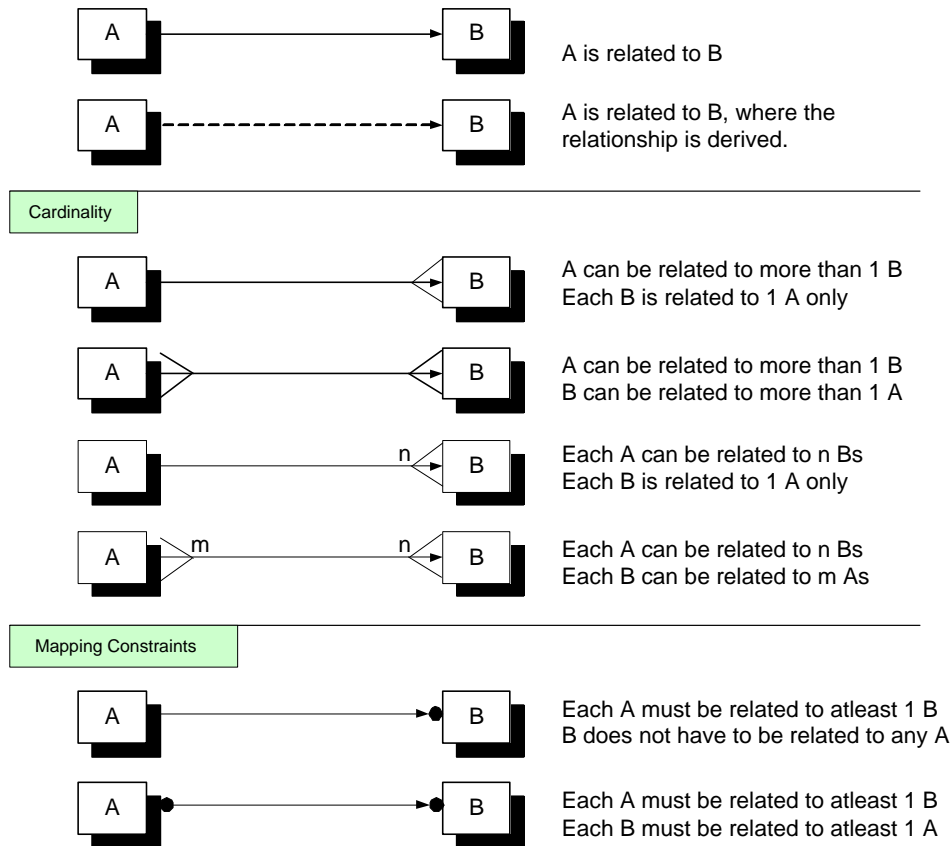 A
B
A is related to B
A
B
A is related to B, where the
relationship is derived.
Cardinality
A
B
A can be related to more than 1 B
Each B is related to 1 A only
A
B
A can be related to more than 1 B
B can be related to more than 1 A
A
n
B
Each A can be related to n Bs
Each B is related to 1 A only
A
m
n
B
Each A can be related to n Bs
Each B can be related to m As
Mapping Constraints
A
B
Each A must be related to atleast 1 B
B does not have to be related to any A
A
B
Each A must be related to atleast 1 B
Each B must be related to atleast 1 A